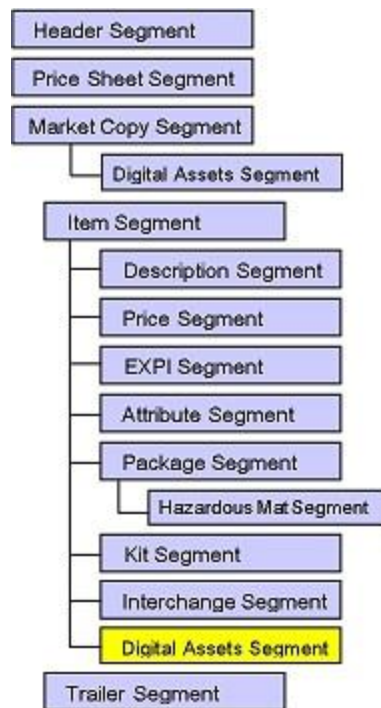 Header Segment
Price Sheet Segment
Market Copy Segment
Digital Assets Segment
Item Segment
Description Segment
Price Segment
EXPI Segment
Attribute Segment
Package Segment
Hazardous Mat Segment
Kit Segment
Interchange Segment
Digital Assets Segment
Trailer Segment